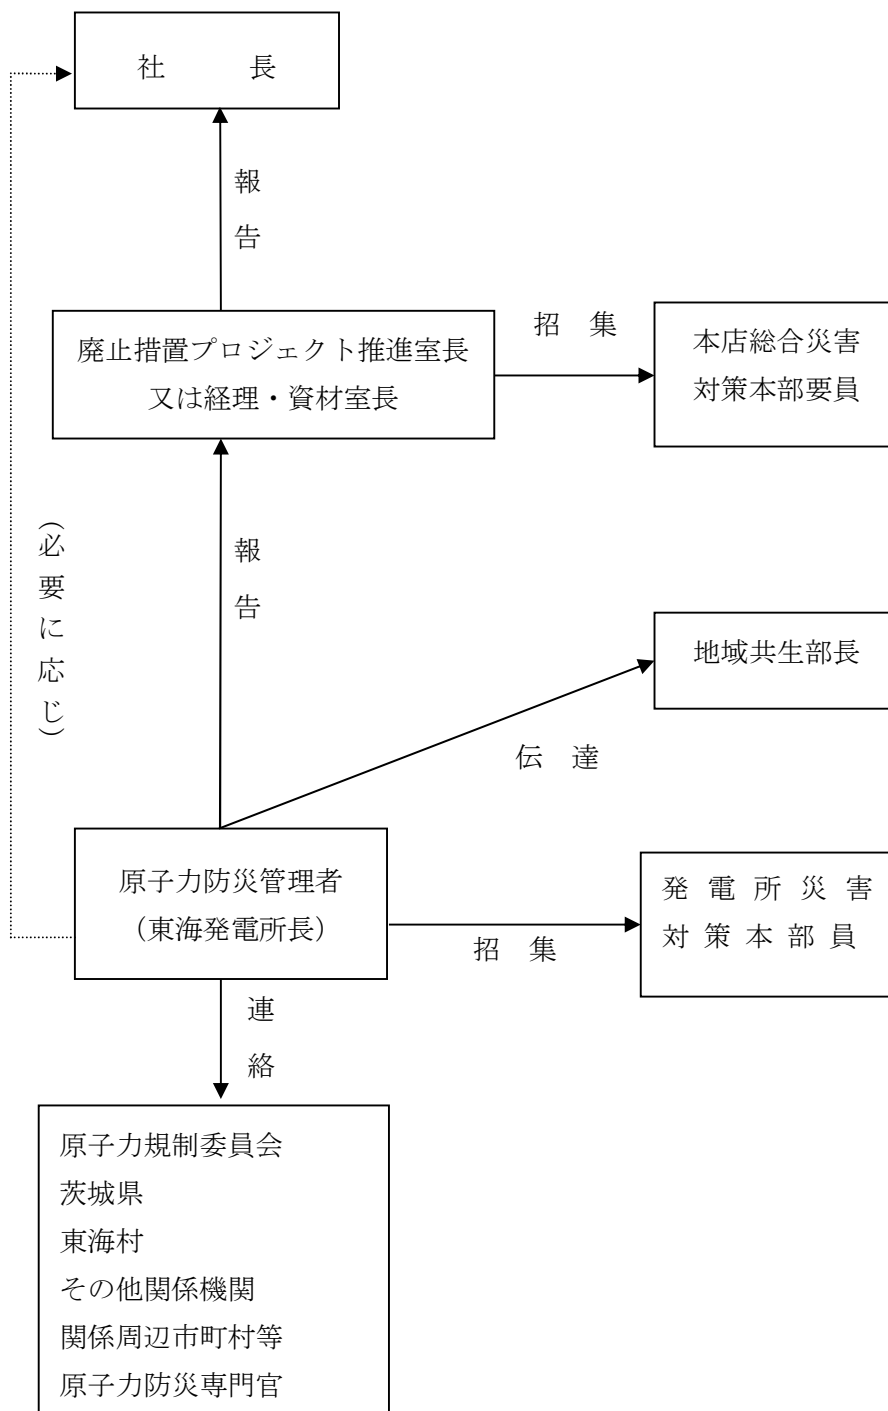 社　　　長
報
告
廃止措置プロジェクト推進室長
又は経理・資材室長
招　集
本店総合災害
対策本部要員
（必要に応じ）
報
告
地域共生部長
伝　達
原子力防災管理者
（東海発電所長）
招　集
発 電 所 災 害
対 策 本 部 員
連
絡
原子力規制委員会
茨城県
東海村
その他関係機関
関係周辺市町村等
原子力防災専門官